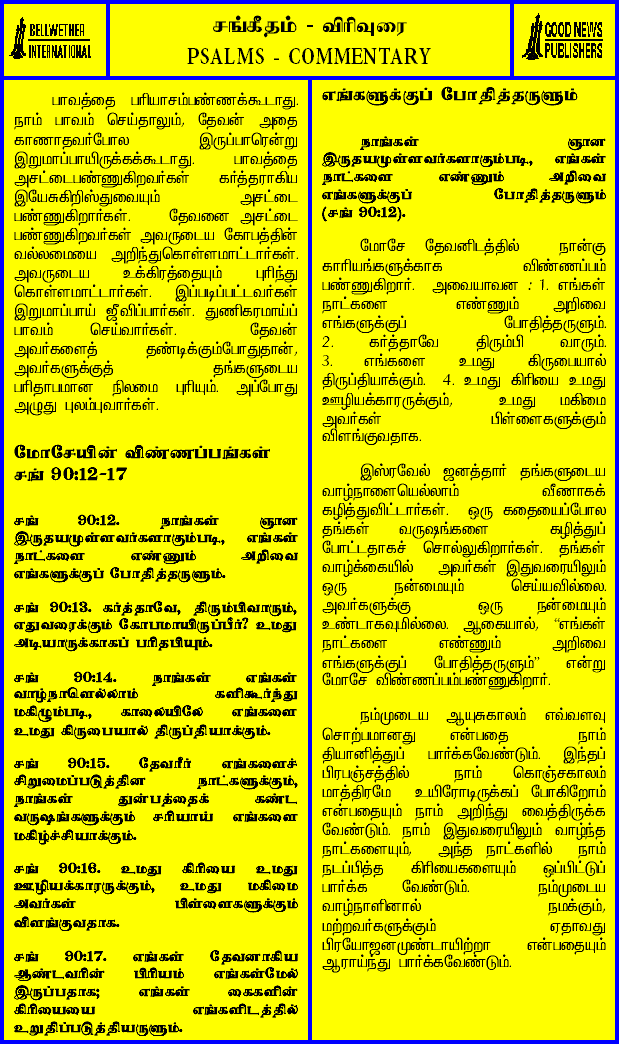 BELLWETHER
INTERNATIONAL
சங்கீதம் - விரிவுரை
PSALMS - COMMENTARY
GOOD NEWS
PUBLISHERS
பாவத்தை பரியாசம்பண்ணக்கூடாது.
நாம் பாவம் செய்தாலும், தேவன் அதை
காணாதவர்போல இருப்பாரென்று
இறுமாப்பாயிருக்கக்கூடாது. பாவத்தை
அசட்டைபண்ணுகிறவர்கள் கர்த்தராகிய
இயேசுகிறிஸ்துவையும் அசட்டை
பண்ணுகிறார்கள். தேவனை அசட்டை
பண்ணுகிறவர்கள் அவருடைய கோபத்தின்
வல்லமையை அறிந்துகொள்ளமாட்டார்கள்.
அவருடைய உக்கிரத்தையும் புரிந்து
கொள்ளமாட்டார்கள். இப்படிப்பட்டவர்கள்
இறுமாப்பாய் ஜீவிப்பார்கள். துணிகரமாய்ப்
பாவம் செய்வார்கள். தேவன்
அவர்களைத் தண்டிக்கும்போதுதான்,
அவர்களுக்குத் தங்களுடைய
பரிதாபமான நிலமை புரியும். அப்போது
அழுது புலம்புவார்கள்.
மோசேயின் விண்ணப்பங்கள்
சங் 90:12-17
சங் 90:12. நாங்கள் ஞான
இருதயமுள்ளவர்களாகும்படி, எங்கள்
நாட்களை எண்ணும் அறிவை
எங்களுக்குப் போதித்தருளும்.
சங் 90:13. கர்த்தாவே, திரும்பிவாரும்,
எதுவரைக்கும் கோபமாயிருப்பீர்? உமது
அடியாருக்காகப் பரிதபியும்.
சங் 90:14. நாங்கள் எங்கள்
வாழ்நாளெல்லாம் களிகூர்ந்து
மகிழும்படி, காலையிலே எங்களை
உமது கிருபையால் திருப்தியாக்கும்.
சங் 90:15. தேவரீர் எங்களைச்
சிறுமைப்படுத்தின நாட்களுக்கும்,
நாங்கள் துன்பத்தைக் கண்ட
வருஷங்களுக்கும் சரியாய் எங்களை
மகிழ்ச்சியாக்கும்.
சங் 90:16. உமது கிரியை உமது
ஊழியக்காரருக்கும், உமது மகிமை
அவர்கள் பிள்ளைகளுக்கும்
விளங்குவதாக.
சங் 90:17. எங்கள் தேவனாகிய
ஆண்டவரின் பிரியம் எங்கள்மேல்
இருப்பதாக; எங்கள் கைகளின்
கிரியையை எங்களிடத்தில்
உறுதிப்படுத்தியருளும்.
எங்களுக்குப் போதித்தருளும்
நாங்கள் ஞான
இருதயமுள்ளவர்களாகும்படி, எங்கள்
நாட்களை எண்ணும் அறிவை
எங்களுக்குப் போதித்தருளும்
(சங் 90:12).
மோசே தேவனிடத்தில் நான்கு
காரியங்களுக்காக விண்ணப்பம்
பண்ணுகிறார். அவையாவன : 1. எங்கள்
நாட்களை எண்ணும் அறிவை
எங்களுக்குப் போதித்தருளும்.
2. கர்த்தாவே திரும்பி வாரும்.
3. எங்களை உமது கிருபையால்
திருப்தியாக்கும். 4. உமது கிரியை உமது
ஊழியக்காரருக்கும், உமது மகிமை
அவர்கள் பிள்ளைகளுக்கும்
விளங்குவதாக.
இஸ்ரவேல் ஜனத்தார் தங்களுடைய
வாழ்நாளையெல்லாம் வீணாகக்
கழித்துவிட்டார்கள். ஒரு கதையைப்போல
தங்கள் வருஷங்களை கழித்துப்
போட்டதாகச் சொல்லுகிறார்கள். தங்கள்
வாழ்க்கையில் அவர்கள் இதுவரையிலும்
ஒரு நன்மையும் செய்யவில்லை.
அவர்களுக்கு ஒரு நன்மையும்
உண்டாகவுமில்லை. ஆகையால், "எங்கள்
நாட்களை எண்ணும் அறிவை
எங்களுக்குப் போதித்தருளும்" என்று
மோசே விண்ணப்பம்பண்ணுகிறார்.
நம்முடைய ஆயுசுகாலம் எவ்வளவு
சொற்பமானது என்பதை நாம்
தியானித்துப் பார்க்கவேண்டும். இந்தப்
பிரபஞ்சத்தில் நாம் கொஞ்சகாலம்
மாத்திரமே உயிரோடிருக்கப் போகிறோம்
என்பதையும் நாம் அறிந்து வைத்திருக்க
வேண்டும். நாம் இதுவரையிலும் வாழ்ந்த
நாட்களையும், அந்த நாட்களில் நாம்
நடப்பித்த கிரியைகளையும் ஒப்பிட்டுப்
பார்க்க வேண்டும். நம்முடைய
வாழ்நாளினால் நமக்கும்,
மற்றவர்களுக்கும் ஏதாவது
பிரயோஜனமுண்டாயிற்றா என்பதையும்
ஆராய்ந்து பார்க்கவேண்டும்.